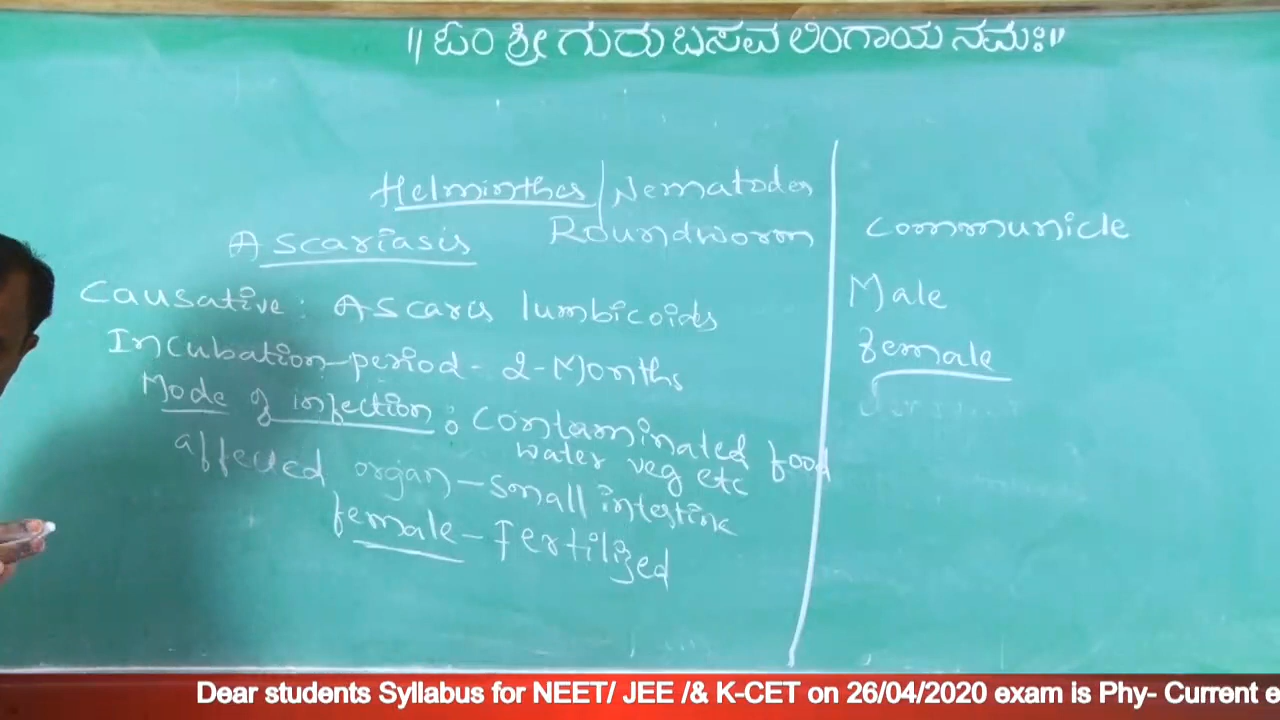 ॥ ಓಂ ಶ್ರೀ ಗುರು ಬಸವ ಲಿಂಗಾಯ ನಮಃ॥
Helminthes | Nematodes
Ascariasis Roundworm
Causative: Ascaris lumbicoids
Incubation-period - 2-Months
Mode of infection: Contaminated food
water veg etc
affected organ - small intestine
female - Fertilized
Communicle
Male
female
Dear students Syllabus for NEET/ JEE /& K-CET on 26/04/2020 exam is Phy- Current e